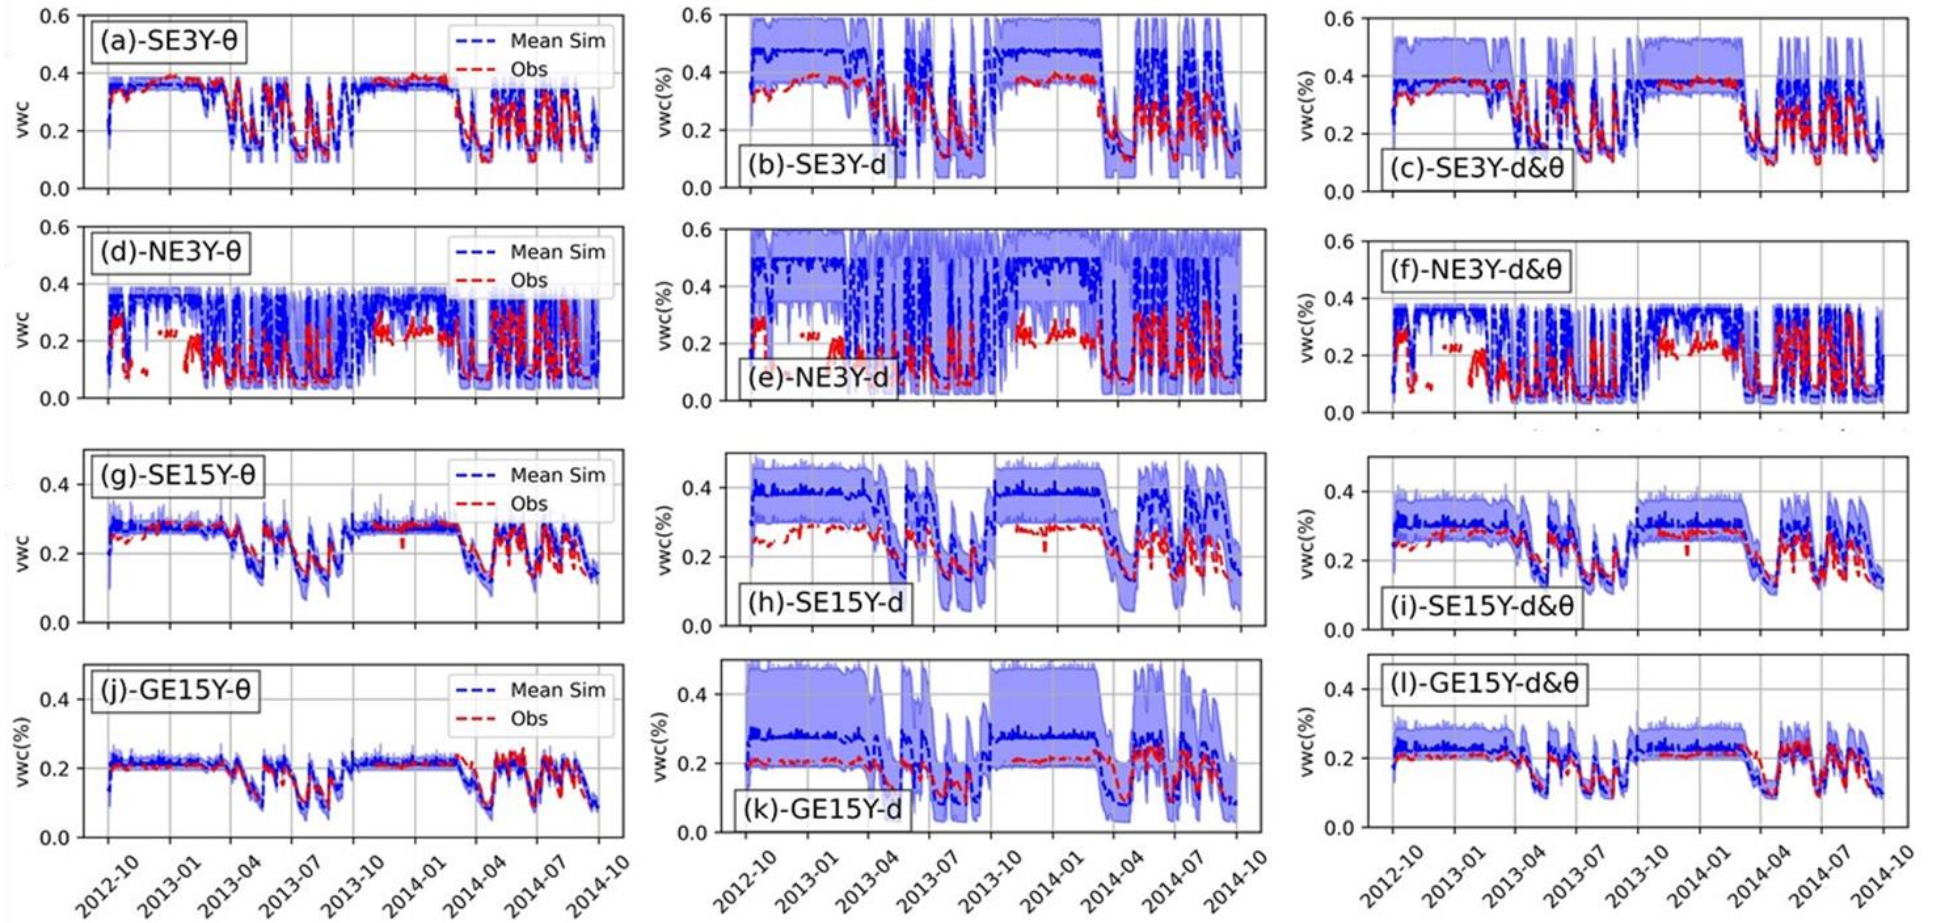 0.6
0.4
0.2
0.0
vwc
(a)-SE3Y-θ
Mean Sim
Obs
0.6
0.4
0.2
0.0
vwc(%)
(b)-SE3Y-d
0.6
0.4
0.2
0.0
vwc(%)
(c)-SE3Y-d&θ
0.6
0.4
0.2
0.0
vwc
(d)-NE3Y-θ
Mean Sim
Obs
0.6
0.4
0.2
0.0
vwc(%)
(e)-NE3Y-d
0.6
0.4
0.2
0.0
vwc(%)
(f)-NE3Y-d&θ
0.4
0.2
0.0
vwc
(g)-SE15Y-θ
Mean Sim
Obs
0.4
0.2
0.0
vwc(%)
(h)-SE15Y-d
0.4
0.2
0.0
vwc(%)
(i)-SE15Y-d&θ
0.4
0.2
0.0
vwc(%)
(j)-GE15Y-θ
Mean Sim
Obs
0.4
0.2
0.0
vwc(%)
(k)-GE15Y-d
0.4
0.2
0.0
vwc(%)
(l)-GE15Y-d&θ
2012-10
2013-01
2013-04
2013-07
2013-10
2014-01
2014-04
2014-07
2014-10
2012-10
2013-01
2013-04
2013-07
2013-10
2014-01
2014-04
2014-07
2014-10
2012-10
2013-01
2013-04
2013-07
2013-10
2014-01
2014-04
2014-07
2014-10